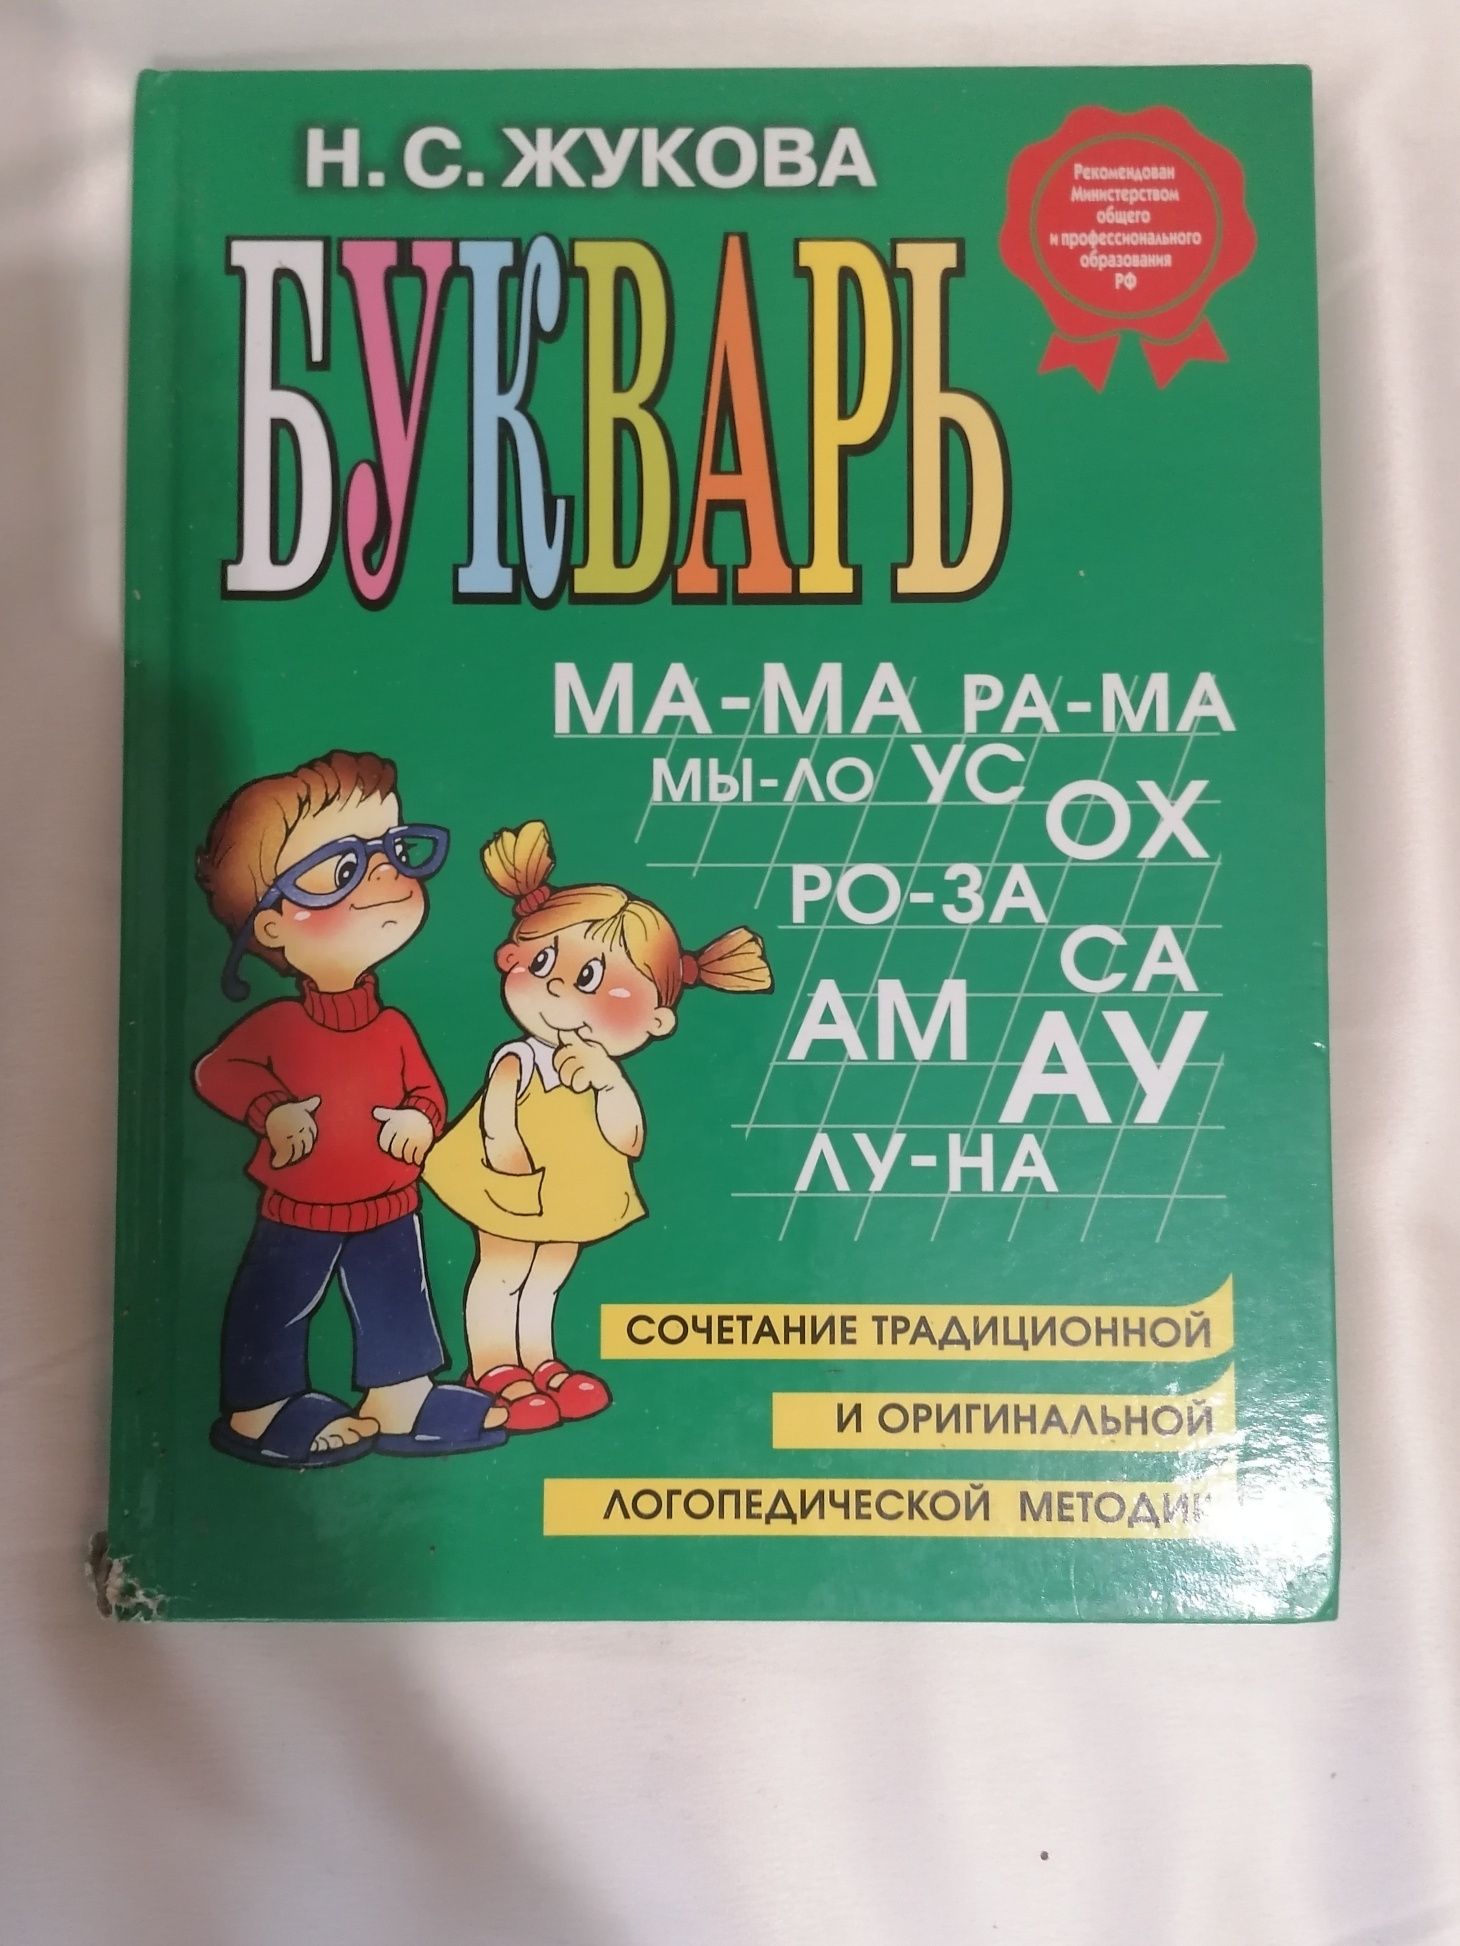 Н. С. ЖУКОВА
Рекомендован
Министерством
общего
и профессионального
образования
РФ
БУКВАРЬ
МА-МА РА-МА
МЫ-ЛО УС
ОХ
РО-ЗА
СА
АМ
АУ
ЛУ-НА
СОЧЕТАНИЕ ТРАДИЦИОННОЙ
И ОРИГИНАЛЬНОЙ
ЛОГОПЕДИЧЕСКОЙ МЕТОДИК